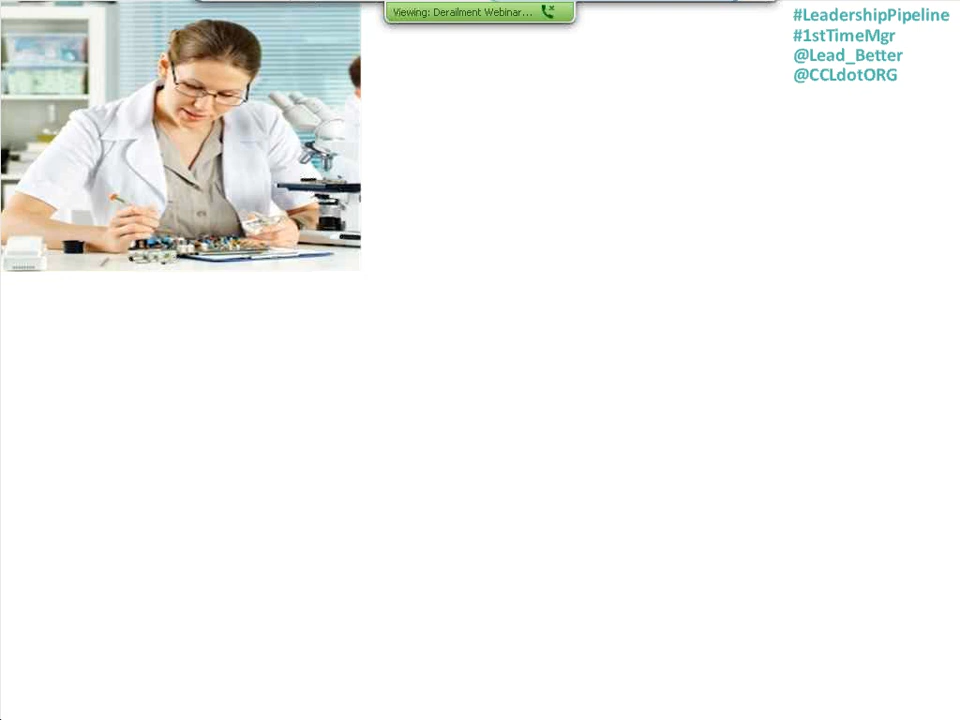 Viewing: Derailment Webinar...
#LeadershipPipeline
#1stTimeMgr
@Lead_Better
@CCLdotORG